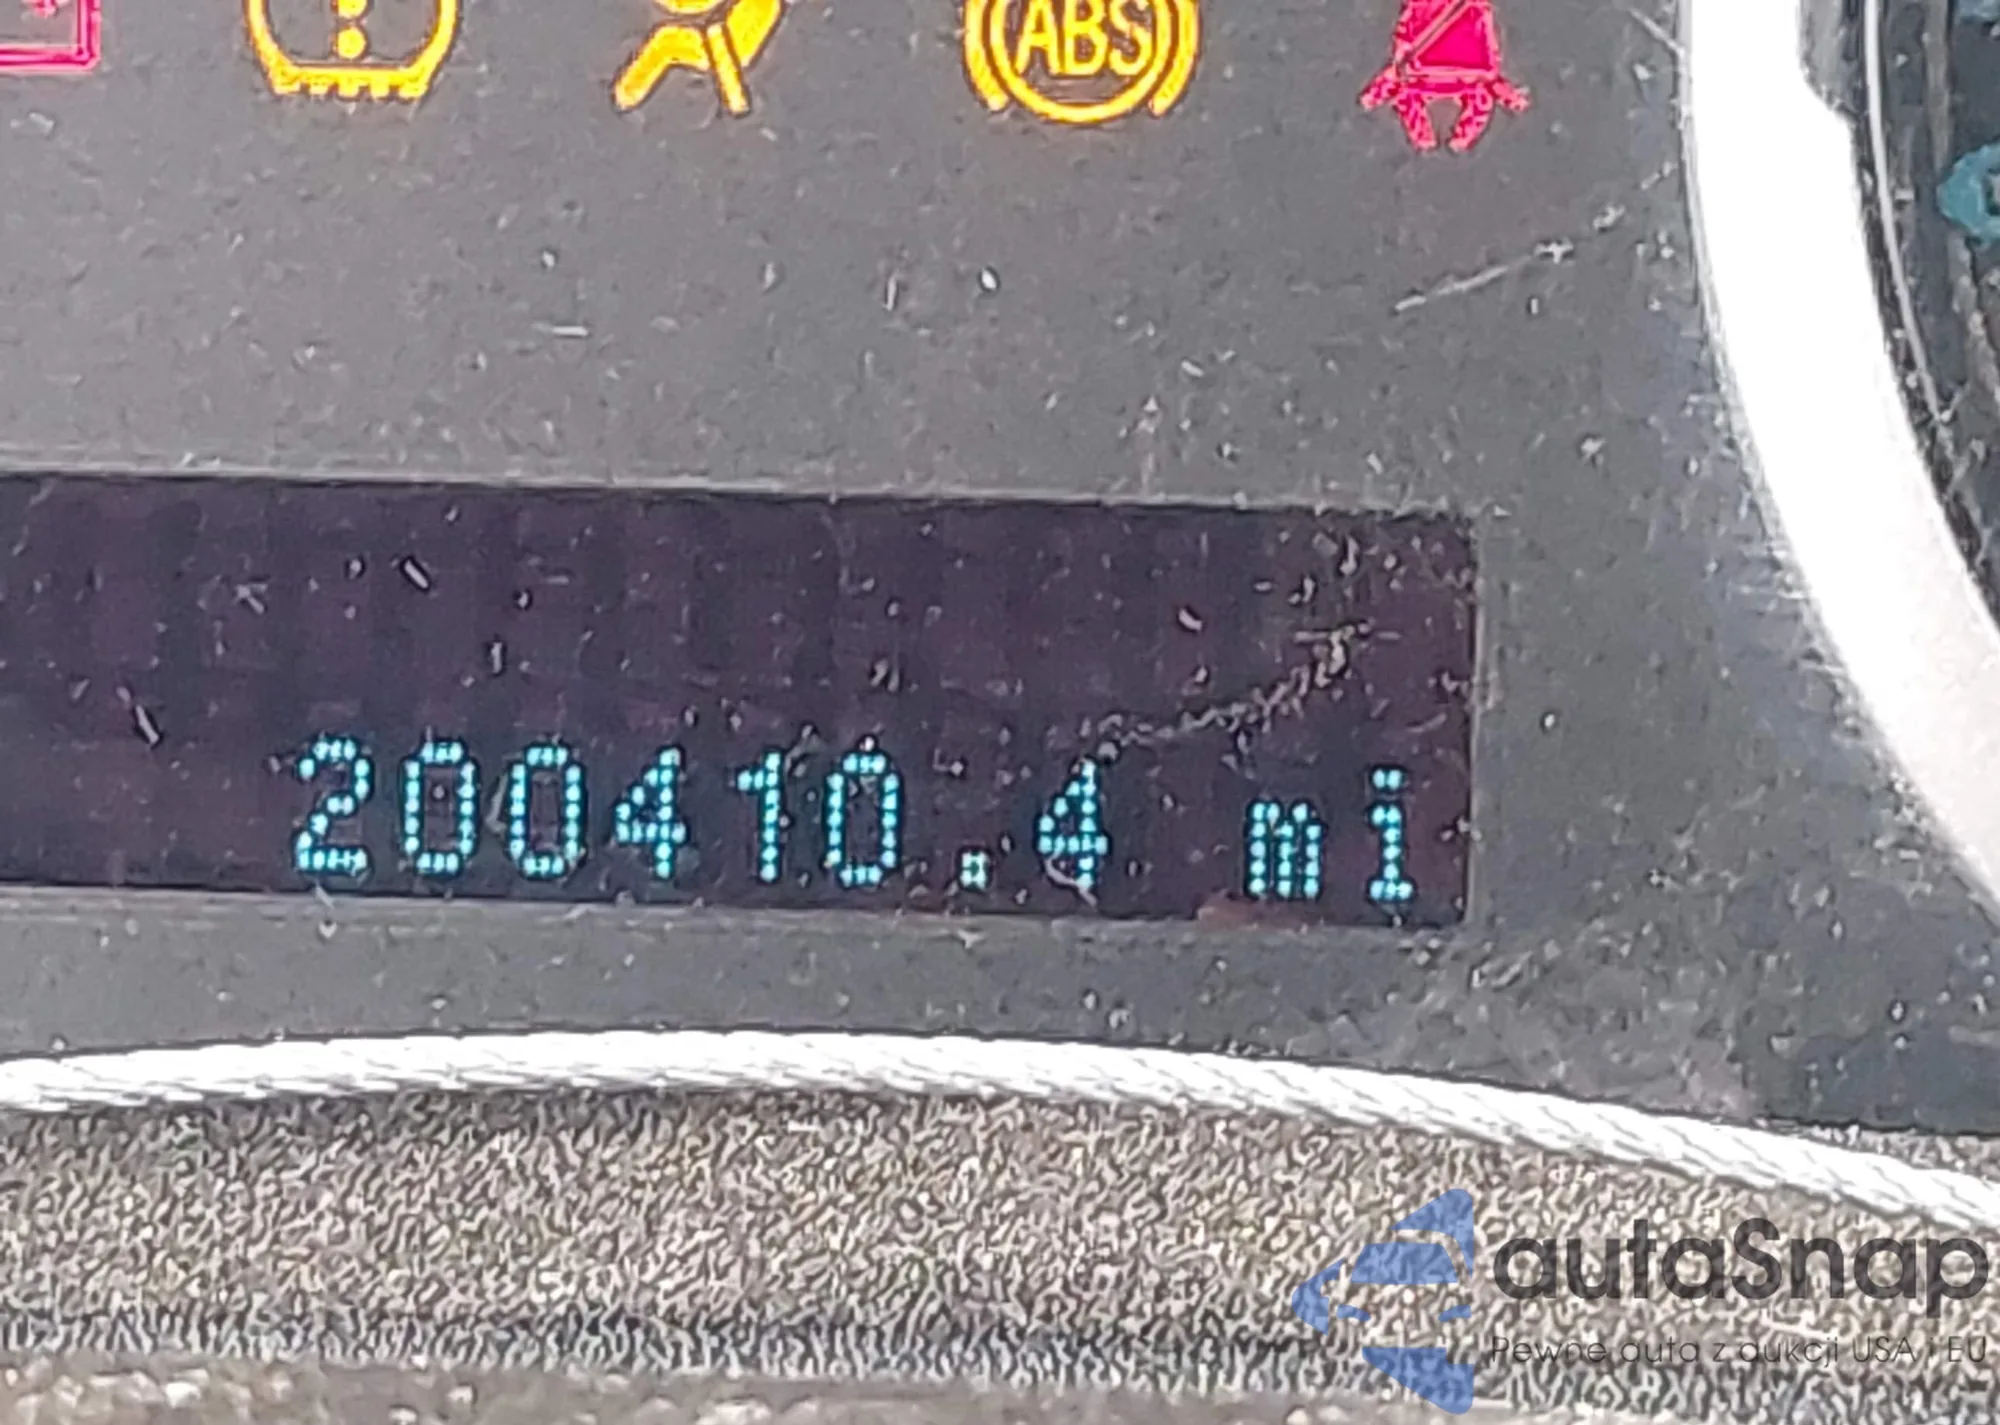 ABS
200410.4 mi
autaSnap
Pewne auta z aukcji USA i EU